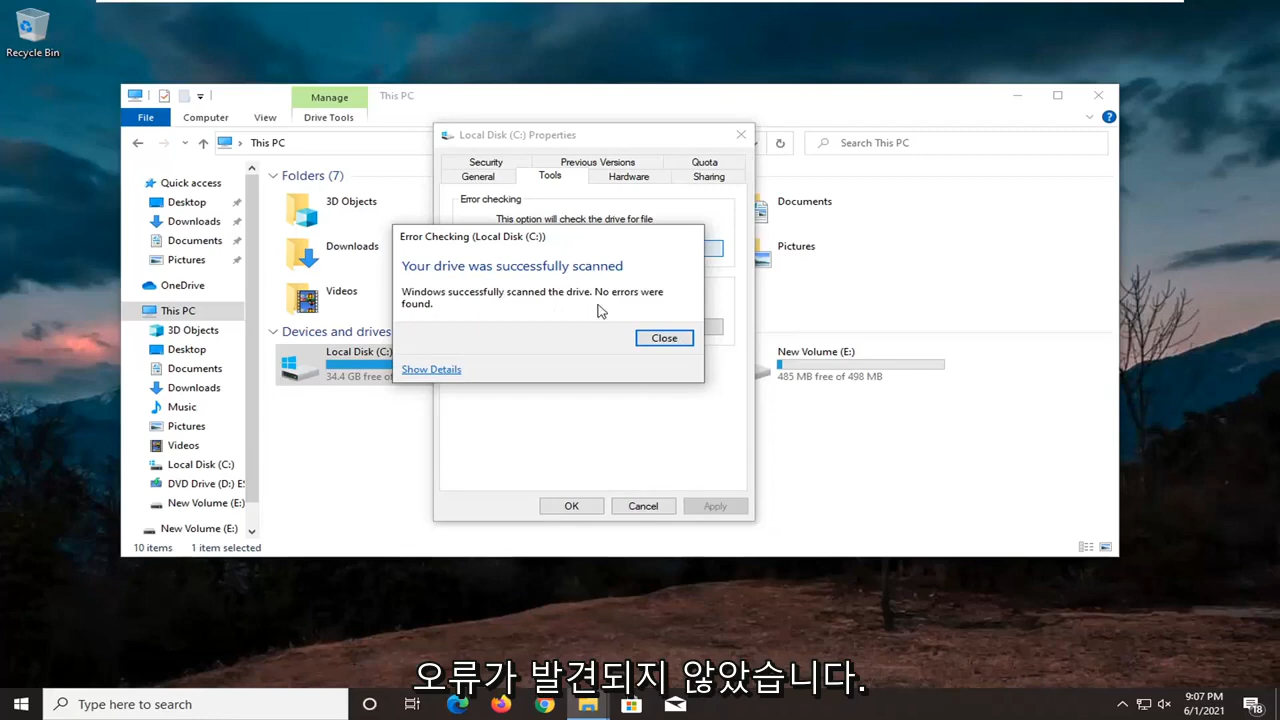 Recycle Bin
Manage
This PC
File
Computer
View
Drive Tools
This PC
Search This PC
Quick access
Desktop
Downloads
Documents
Pictures
OneDrive
This PC
3D Objects
Desktop
Documents
Downloads
Music
Pictures
Videos
Local Disk (C:)
DVD Drive (D:) ES
New Volume (E:)
New Volume (E:)
10 items
1 item selected
Folders (7)
3D Objects
Downloads
Videos
Documents
Pictures
Devices and drives
Local Disk (C:)
34.4 GB free of
New Volume (E:)
485 MB free of 498 MB
Local Disk (C:) Properties
Security
Previous Versions
Quota
General
Tools
Hardware
Sharing
Error checking
This option will check the drive for file
Error Checking (Local Disk (C:))
Your drive was successfully scanned
Windows successfully scanned the drive. No errors were
found.
Close
Show Details
OK
Cancel
Apply
오류가 발견되지 않았습니다.
Type here to search
9:07 PM
6/1/2021
18